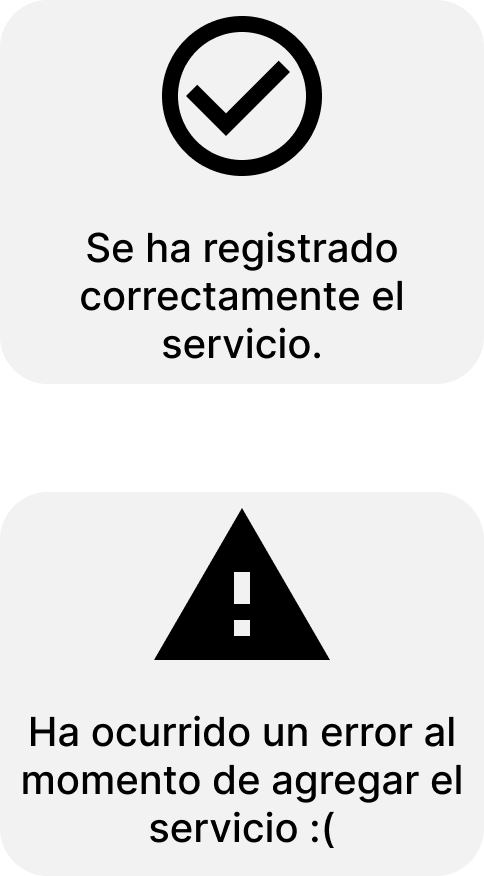 Se ha registrado
correctamente el
servicio.
Ha ocurrido un error al
momento de agregar el
servicio :(